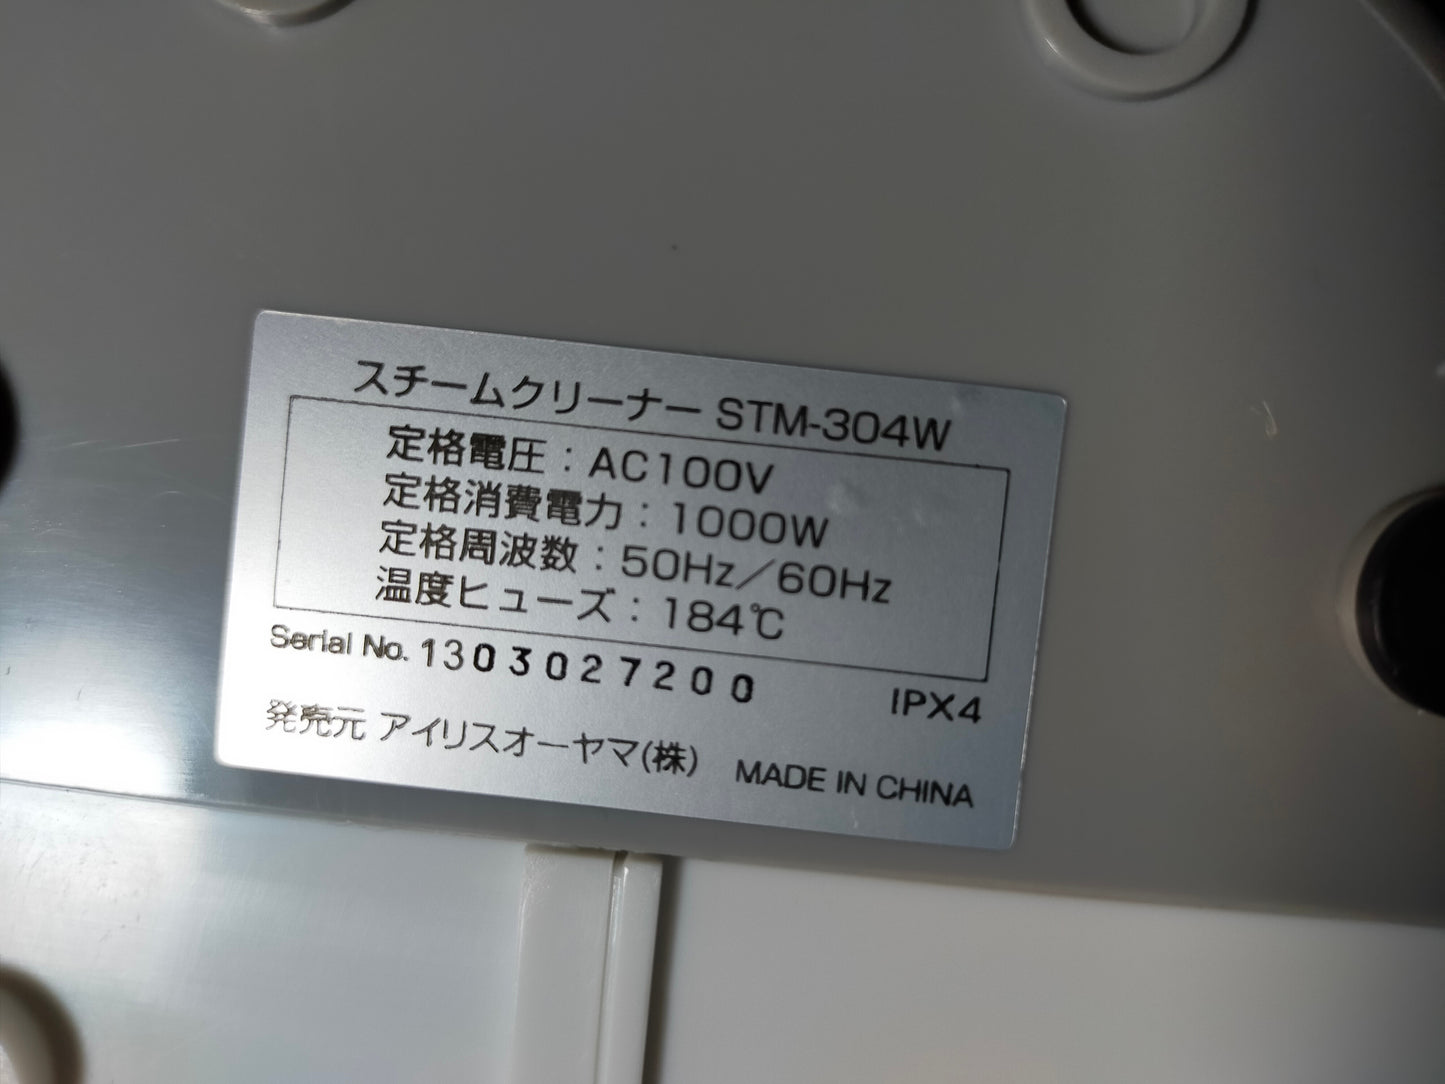 スチームクリーナー STM-304W
定格電圧：AC100V
定格消費電力：1000W
定格周波数：50Hz／60Hz
温度ヒューズ：184℃
Serial No. 1303027200
IPX4
発売元 アイリスオーヤマ(株)
MADE IN CHINA